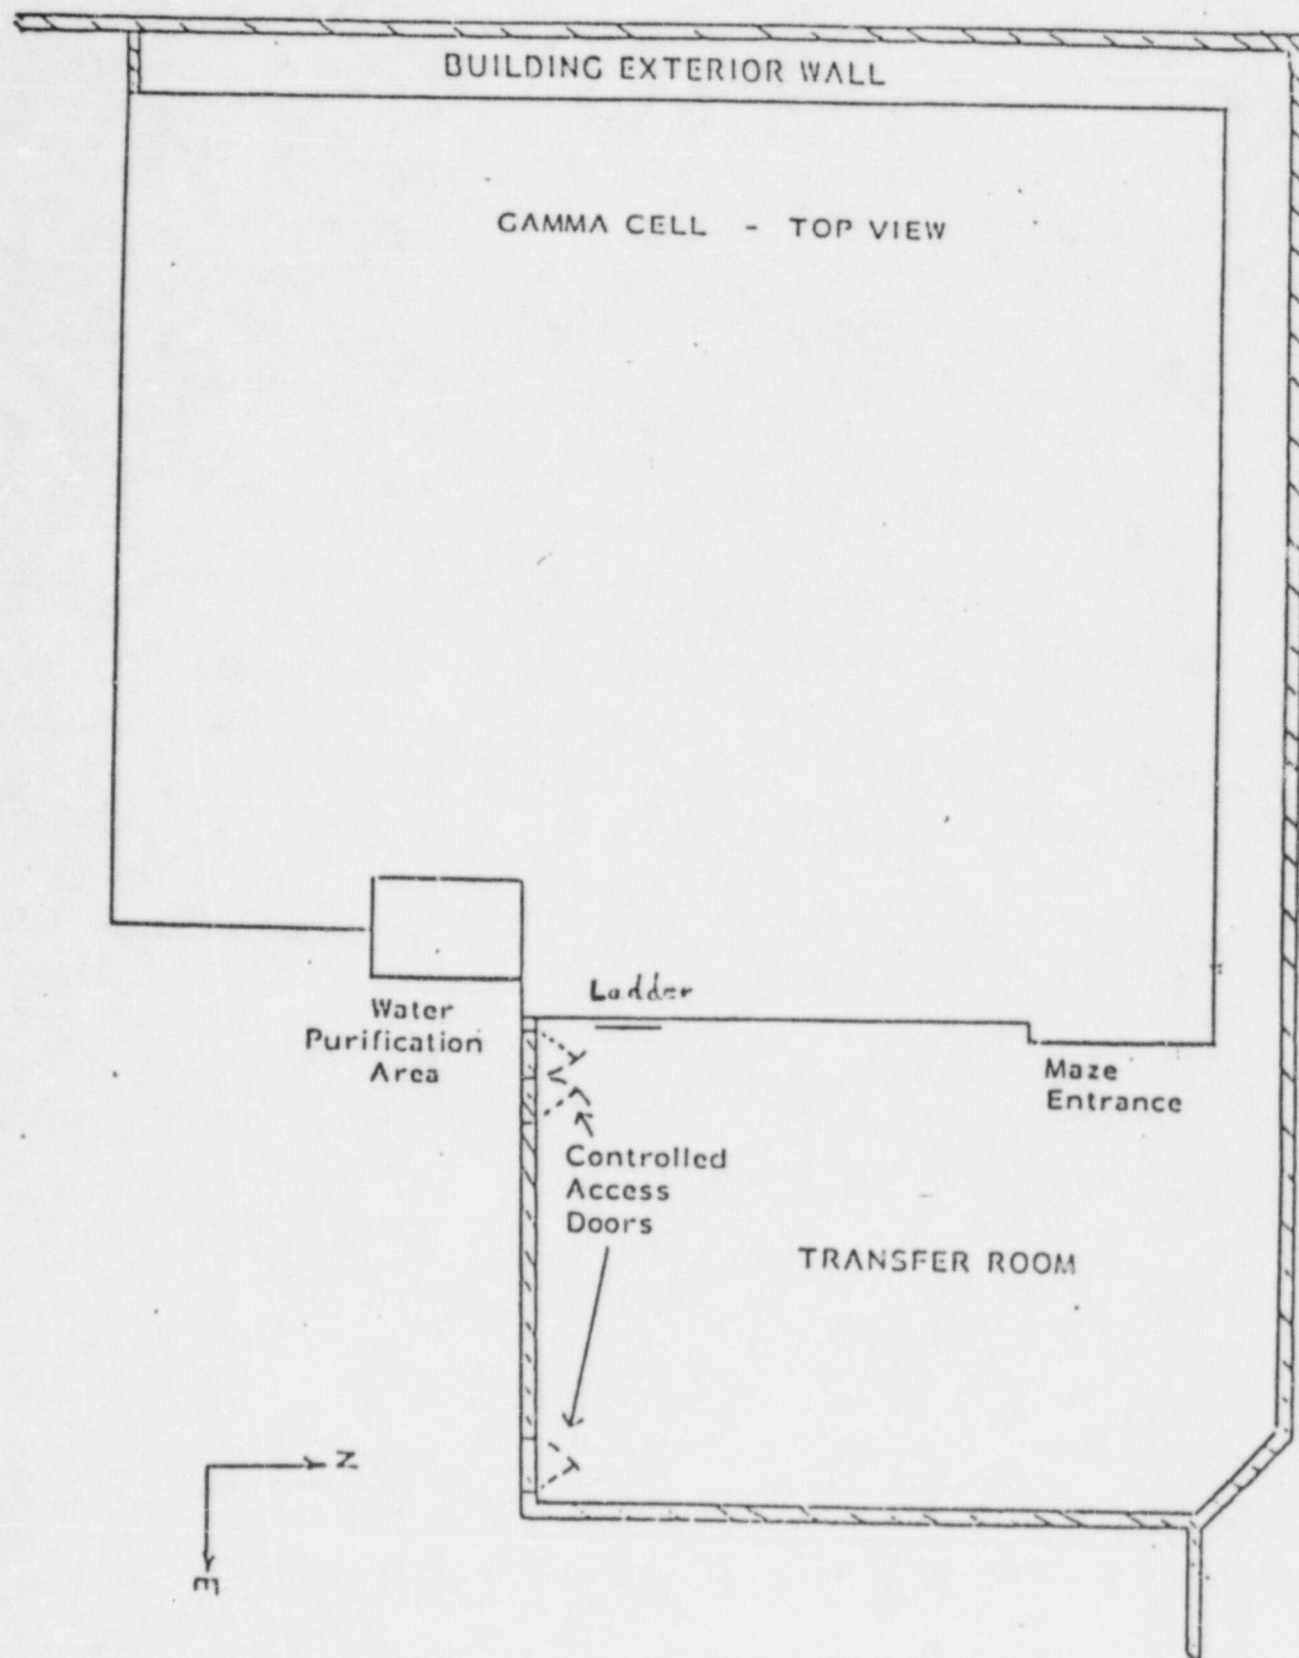 BUILDING EXTERIOR WALL
GAMMA CELL - TOP VIEW
Ladder
Water
Purification
Area
Maze
Entrance
Controlled
Access
Doors
TRANSFER ROOM
N
E